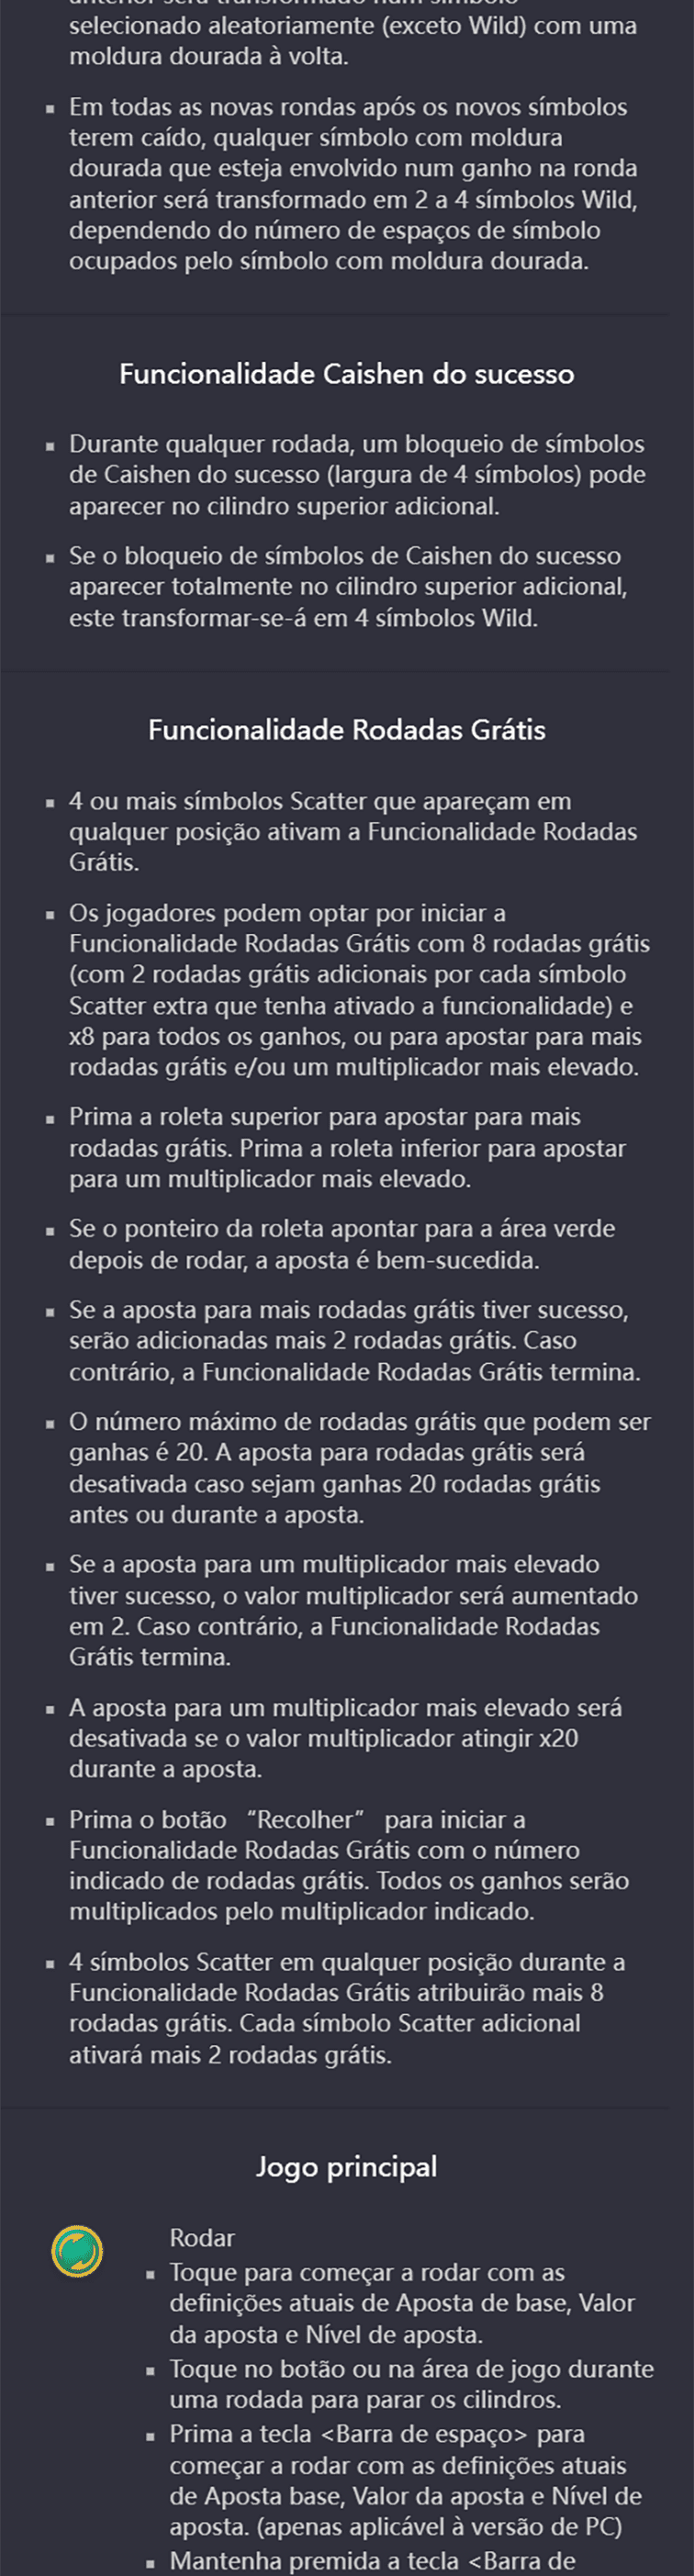 anterior será transformado num símbolo
selecionado aleatoriamente (exceto Wild) com uma
moldura dourada à volta.
▪ Em todas as novas rondas após os novos símbolos
terem caído, qualquer símbolo com moldura
dourada que esteja envolvido num ganho na ronda
anterior será transformado em 2 a 4 símbolos Wild,
dependendo do número de espaços de símbolo
ocupados pelo símbolo com moldura dourada.
Funcionalidade Caishen do sucesso
▪ Durante qualquer rodada, um bloqueio de símbolos
de Caishen do sucesso (largura de 4 símbolos) pode
aparecer no cilindro superior adicional.
▪ Se o bloqueio de símbolos de Caishen do sucesso
aparecer totalmente no cilindro superior adicional,
este transformar-se-á em 4 símbolos Wild.
Funcionalidade Rodadas Grátis
▪ 4 ou mais símbolos Scatter que apareçam em
qualquer posição ativam a Funcionalidade Rodadas
Grátis.
▪ Os jogadores podem optar por iniciar a
Funcionalidade Rodadas Grátis com 8 rodadas grátis
(com 2 rodadas grátis adicionais por cada símbolo
Scatter extra que tenha ativado a funcionalidade) e
x8 para todos os ganhos, ou para apostar para mais
rodadas grátis e/ou um multiplicador mais elevado.
▪ Prima a roleta superior para apostar para mais
rodadas grátis. Prima a roleta inferior para apostar
para um multiplicador mais elevado.
▪ Se o ponteiro da roleta apontar para a área verde
depois de rodar, a aposta é bem-sucedida.
▪ Se a aposta para mais rodadas grátis tiver sucesso,
serão adicionadas mais 2 rodadas grátis. Caso
contrário, a Funcionalidade Rodadas Grátis termina.
▪ O número máximo de rodadas grátis que podem ser
ganhas é 20. A aposta para rodadas grátis será
desativada caso sejam ganhas 20 rodadas grátis
antes ou durante a aposta.
▪ Se a aposta para um multiplicador mais elevado
tiver sucesso, o valor multiplicador será aumentado
em 2. Caso contrário, a Funcionalidade Rodadas
Grátis termina.
▪ A aposta para um multiplicador mais elevado será
desativada se o valor multiplicador atingir x20
durante a aposta.
▪ Prima o botão “Recolher” para iniciar a
Funcionalidade Rodadas Grátis com o número
indicado de rodadas grátis. Todos os ganhos serão
multiplicados pelo multiplicador indicado.
▪ 4 símbolos Scatter em qualquer posição durante a
Funcionalidade Rodadas Grátis atribuirão mais 8
rodadas grátis. Cada símbolo Scatter adicional
ativará mais 2 rodadas grátis.
Jogo principal
Rodar
▪ Toque para começar a rodar com as
definições atuais de Aposta de base, Valor
da aposta e Nível de aposta.
▪ Toque no botão ou na área de jogo durante
uma rodada para parar os cilindros.
▪ Prima a tecla <Barra de espaço> para
começar a rodar com as definições atuais
de Aposta base, Valor da aposta e Nível de
aposta. (apenas aplicável à versão de PC)
▪ Mantenha premida a tecla <Barra de